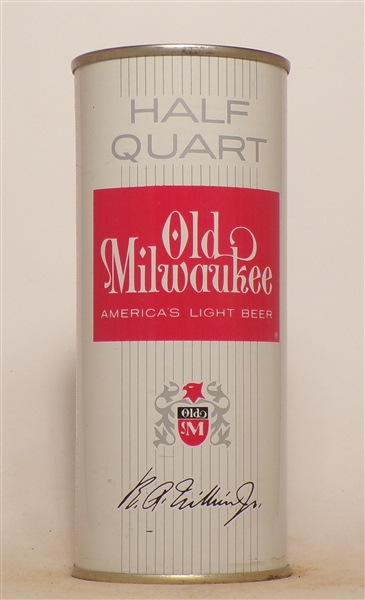 HALF
QUART
Old
Milwaukee
AMERICA'S LIGHT BEER
Old
M